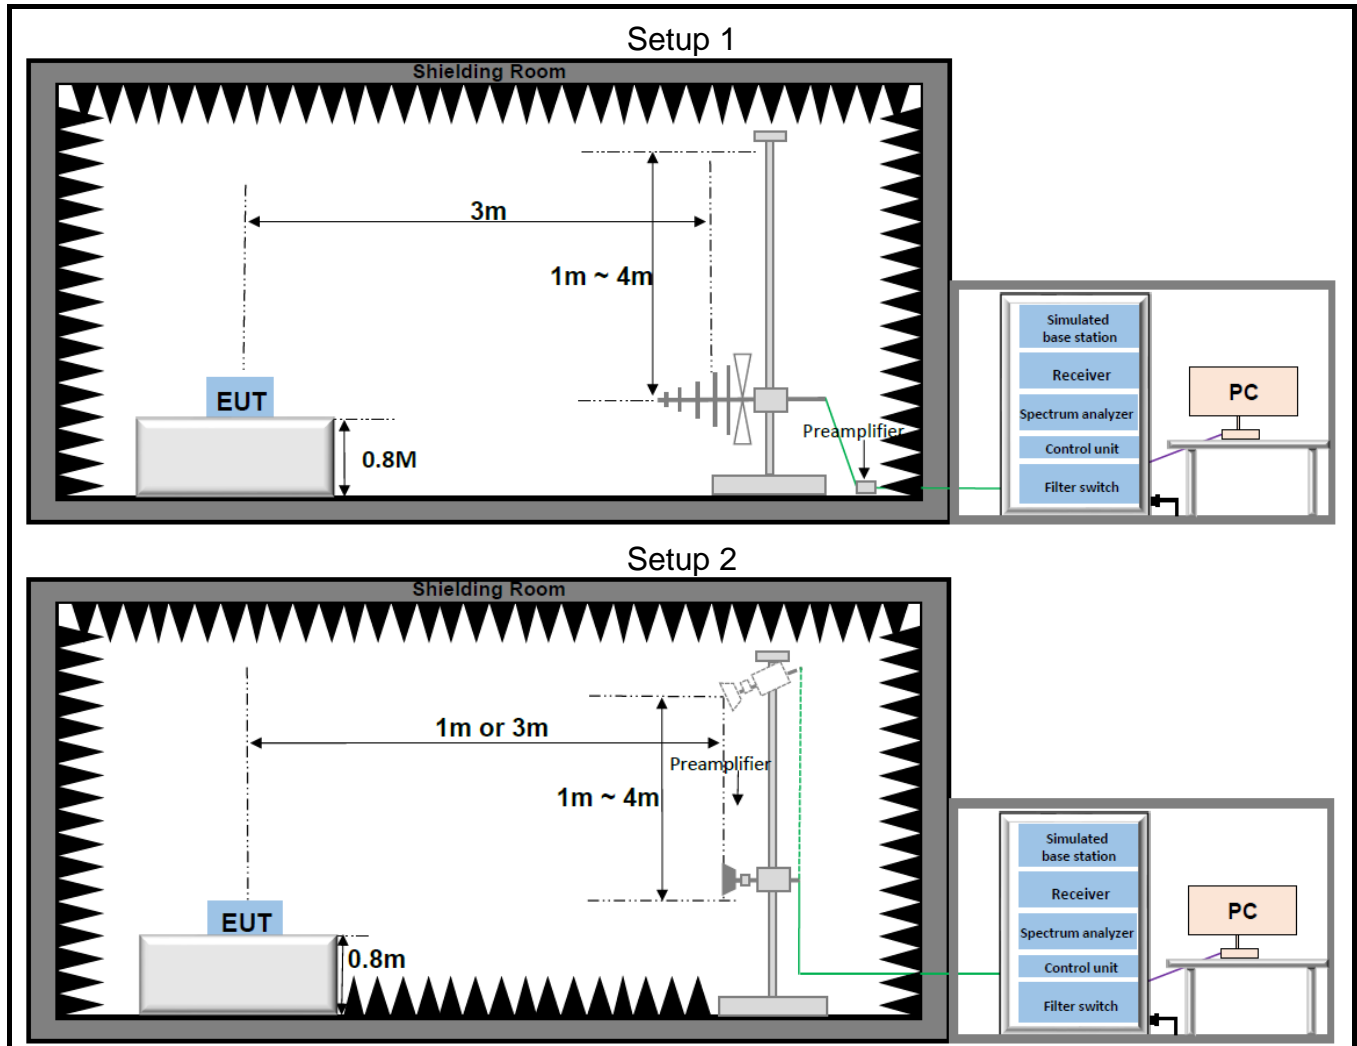 Setup 1
Shielding Room
3m
1m ~ 4m
EUT
0.8M
Preamplifier
Simulated
base station
Receiver
Spectrum analyzer
Control unit
Filter switch
PC
Setup 2
Shielding Room
1m or 3m
Preamplifier
1m ~ 4m
EUT
0.8m
Simulated
base station
Receiver
Spectrum analyzer
Control unit
Filter switch
PC